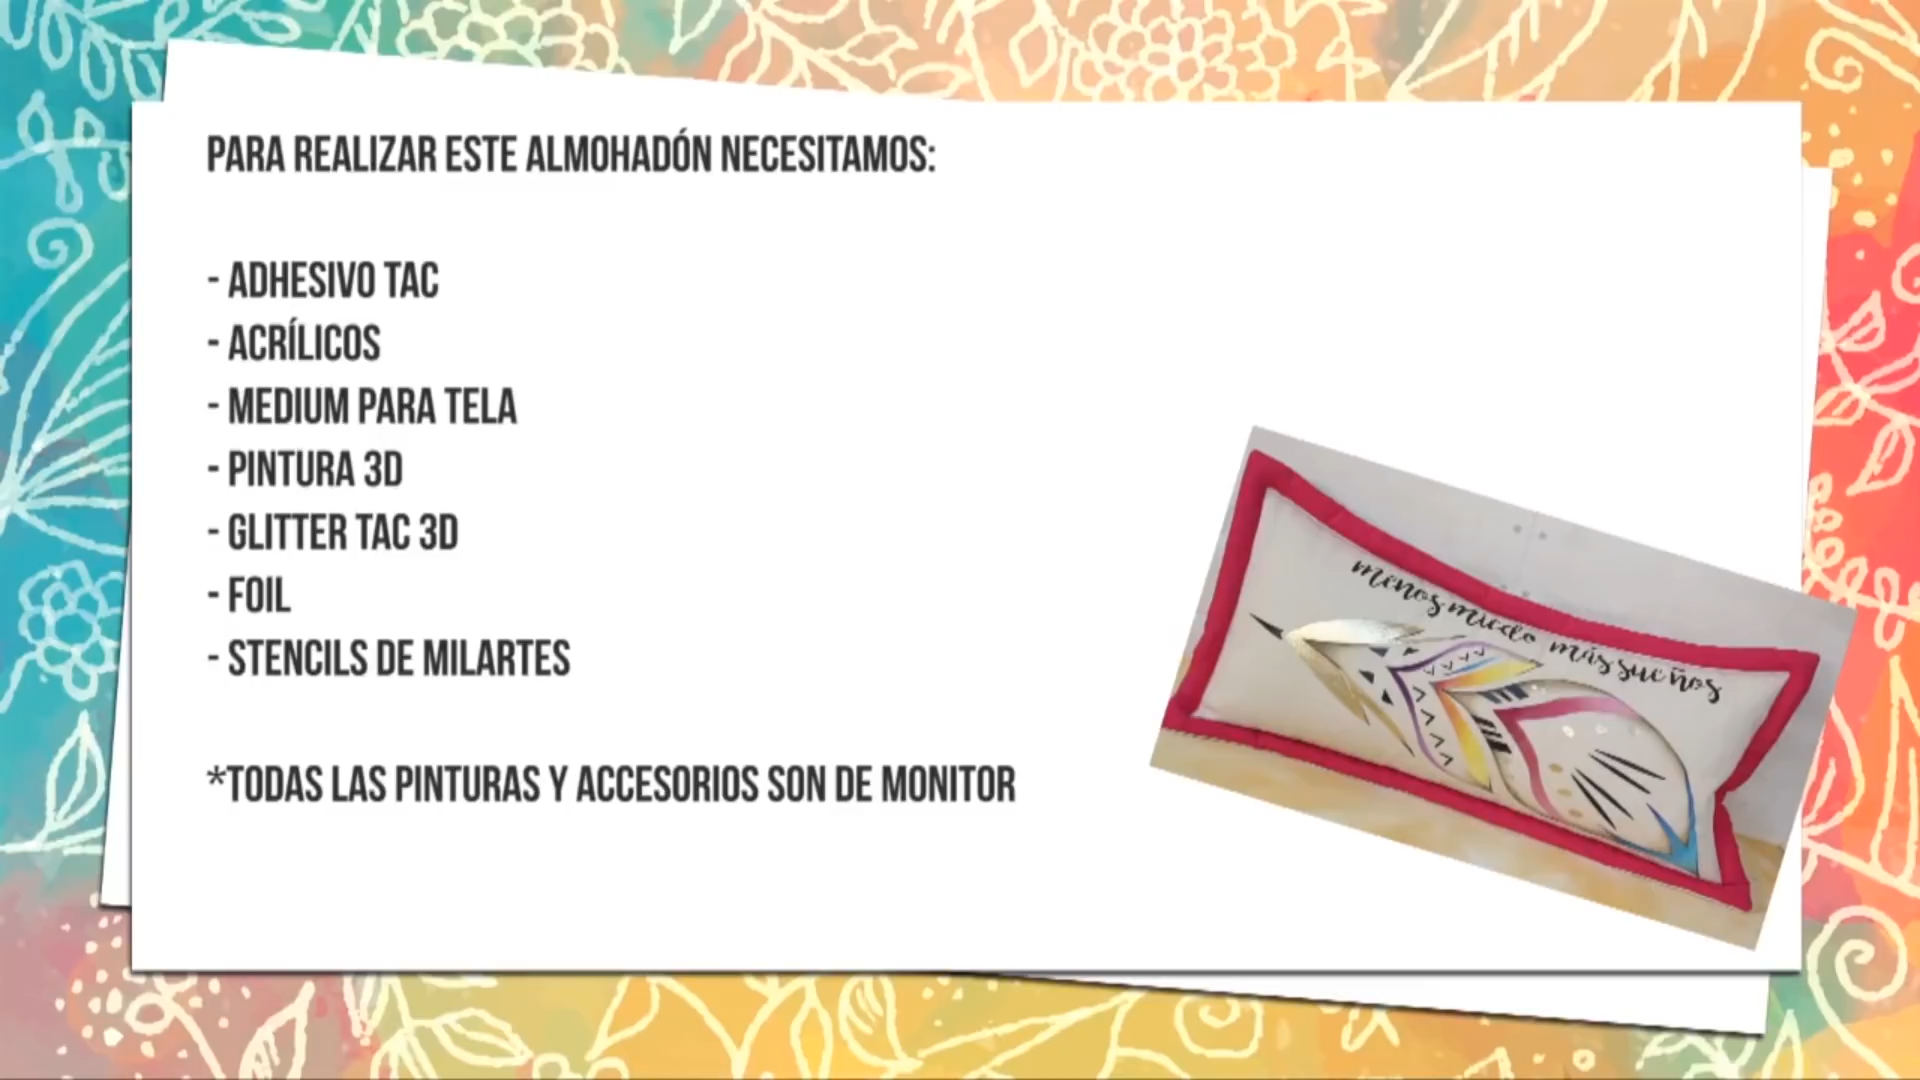 PARA REALIZAR ESTE ALMOHADÓN NECESITAMOS:
- ADHESIVO TAC
- ACRÍLICOS
- MEDIUM PARA TELA
- PINTURA 3D
- GLITTER TAC 3D
- FOIL
- STENCILS DE MILARTES
*TODAS LAS PINTURAS Y ACCESORIOS SON DE MONITOR
menos miedo más sueños